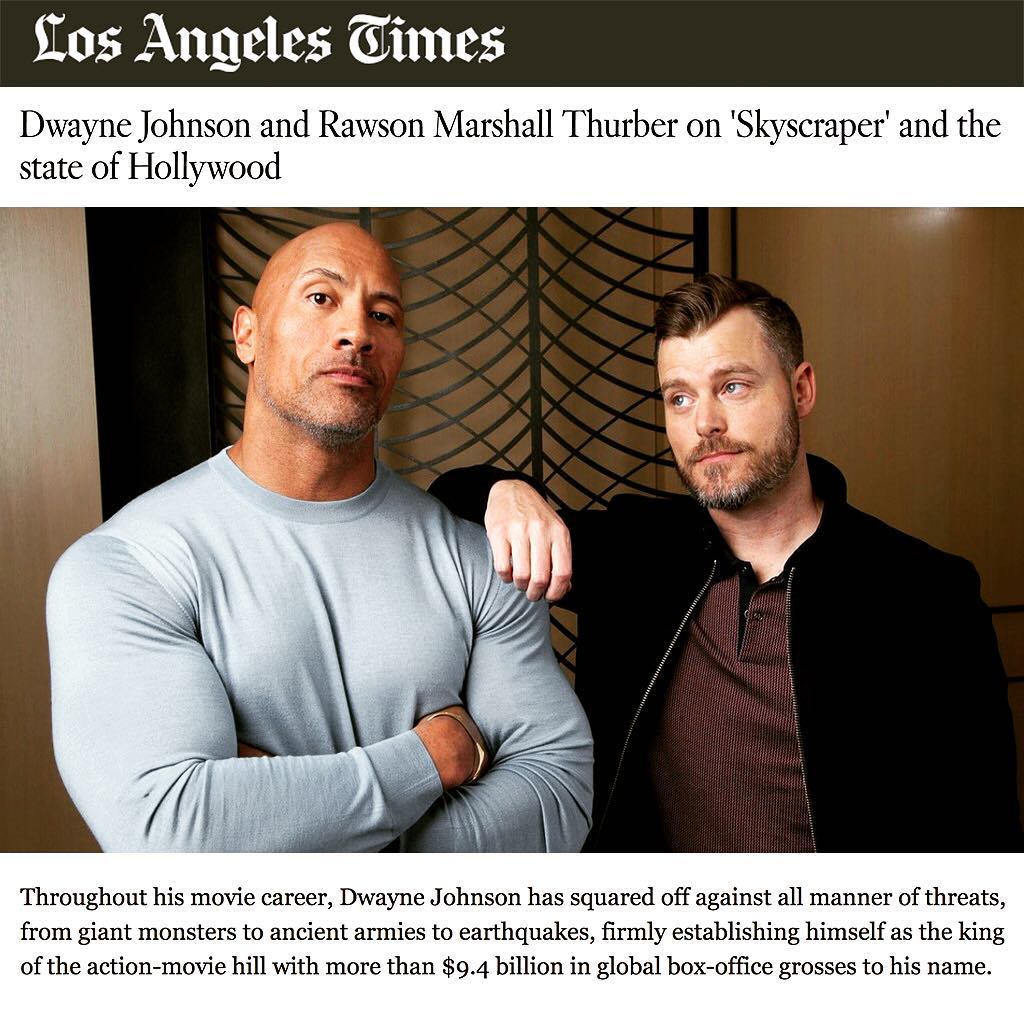 Los Angeles Times
Dwayne Johnson and Rawson Marshall Thurber on 'Skyscraper' and the
state of Hollywood
Throughout his movie career, Dwayne Johnson has squared off against all manner of threats,
from giant monsters to ancient armies to earthquakes, firmly establishing himself as the king
of the action-movie hill with more than $9.4 billion in global box-office grosses to his name.